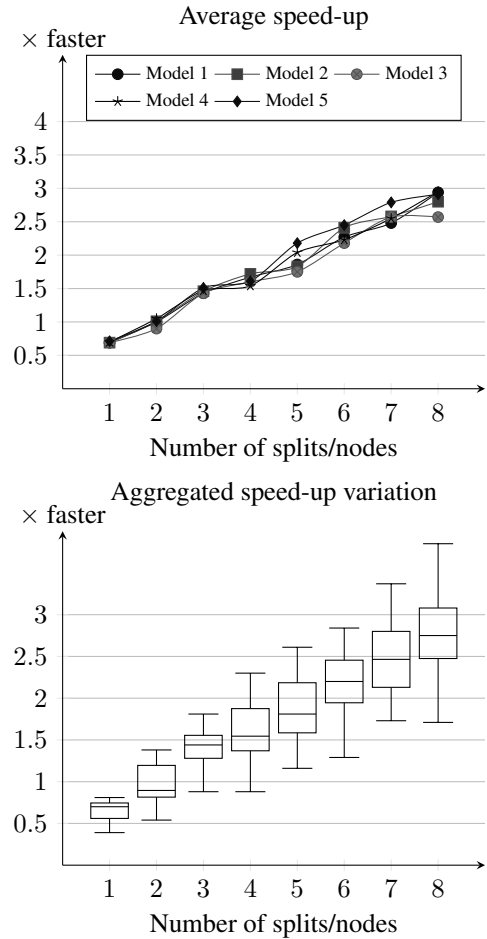 Average speed-up
× faster
Model 1 Model 2 Model 3
Model 4 Model 5
4
3
2.5
2
1.5
1
0.5
1 2 3 4 5 6 7 8
Number of splits/nodes
Aggregated speed-up variation
× faster
3
2.5
2
1.5
1
0.5
1 2 3 4 5 6 7 8
Number of splits/nodes